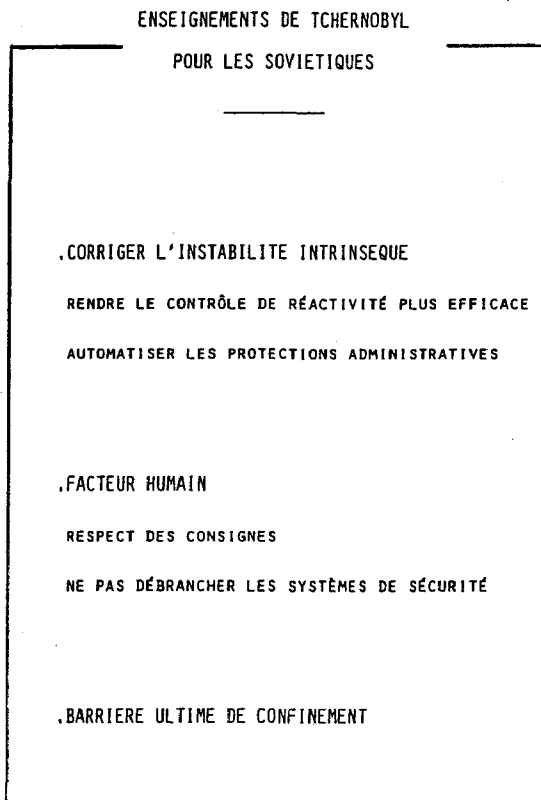 ENSEIGNEMENTS DE TCHERNOBYL
POUR LES SOVIETIQUES
.CORRIGER L'INSTABILITE INTRINSEQUE
RENDRE LE CONTRÔLE DE RÉACTIVITÉ PLUS EFFICACE
AUTOMATISER LES PROTECTIONS ADMINISTRATIVES
.FACTEUR HUMAIN
RESPECT DES CONSIGNES
NE PAS DÉBRANCHER LES SYSTÈMES DE SÉCURITÉ
.BARRIERE ULTIME DE CONFINEMENT